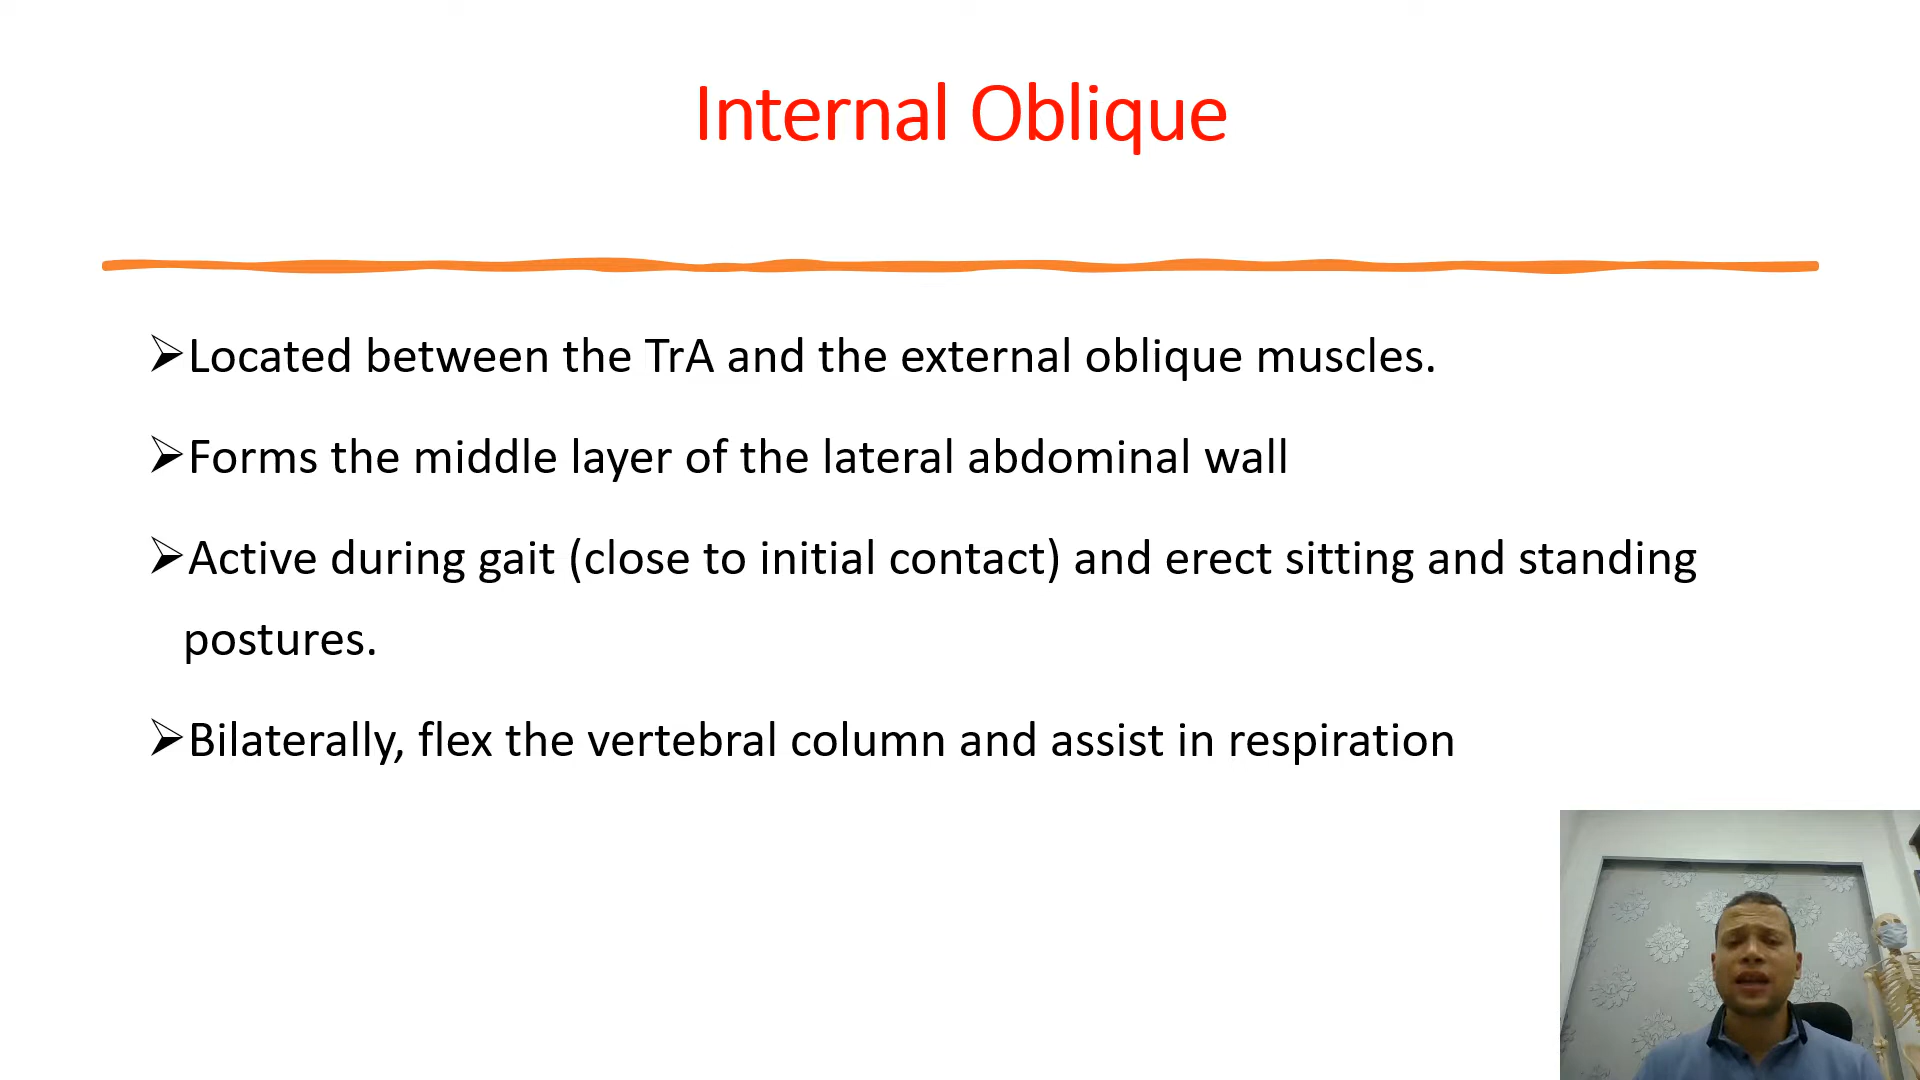 Internal Oblique
➢Located between the TrA and the external oblique muscles.
➢Forms the middle layer of the lateral abdominal wall
➢Active during gait (close to initial contact) and erect sitting and standing
postures.
➢Bilaterally, flex the vertebral column and assist in respiration